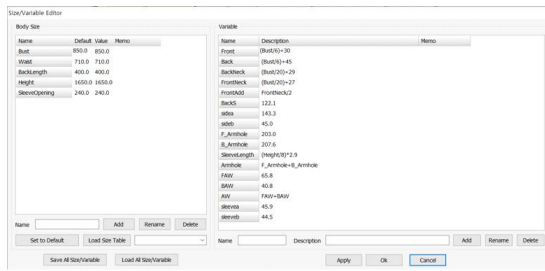 Size/Variable Editor
Body Size
Name Default Value Memo
Bust 850.0 850.0
Waist 710.0 710.0
BackLength 400.0 400.0
Height 1650.0 1650.0
SleeveOpening 240.0 240.0
Name Add Rename Delete
Set to Default Load Size Table
Save All Size/Variable Load All Size/Variable
Variable
Name Description Memo
Front (Bust/6)+30
Back (Bust/6)+45
BackNeck (Bust/20)+29
FrontNeck (Bust/20)+27
FrontAdd FrontNeck/2
BackS 122.1
sidea 143.3
sideb 45.0
F_Armhole 203.0
B_Armhole 207.6
SleeveLength (Height/8)*2.9
Armhole F_Armhole+B_Armhole
FAW 65.8
BAW 40.8
AW FAW+BAW
sleevea 45.9
sleeveb 44.5
Name Description Add Rename Delete
Apply Ok Cancel